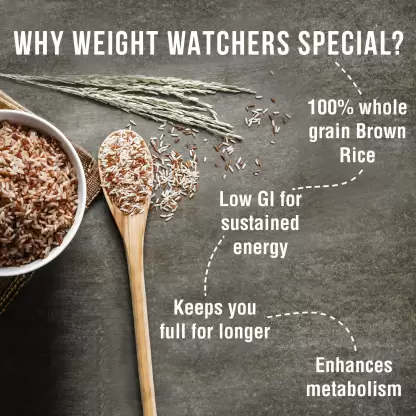 WHY WEIGHT WATCHERS SPECIAL?
100% whole
grain Brown
Rice
Low GI for
sustained
energy
Keeps you
full for longer
Enhances
metabolism